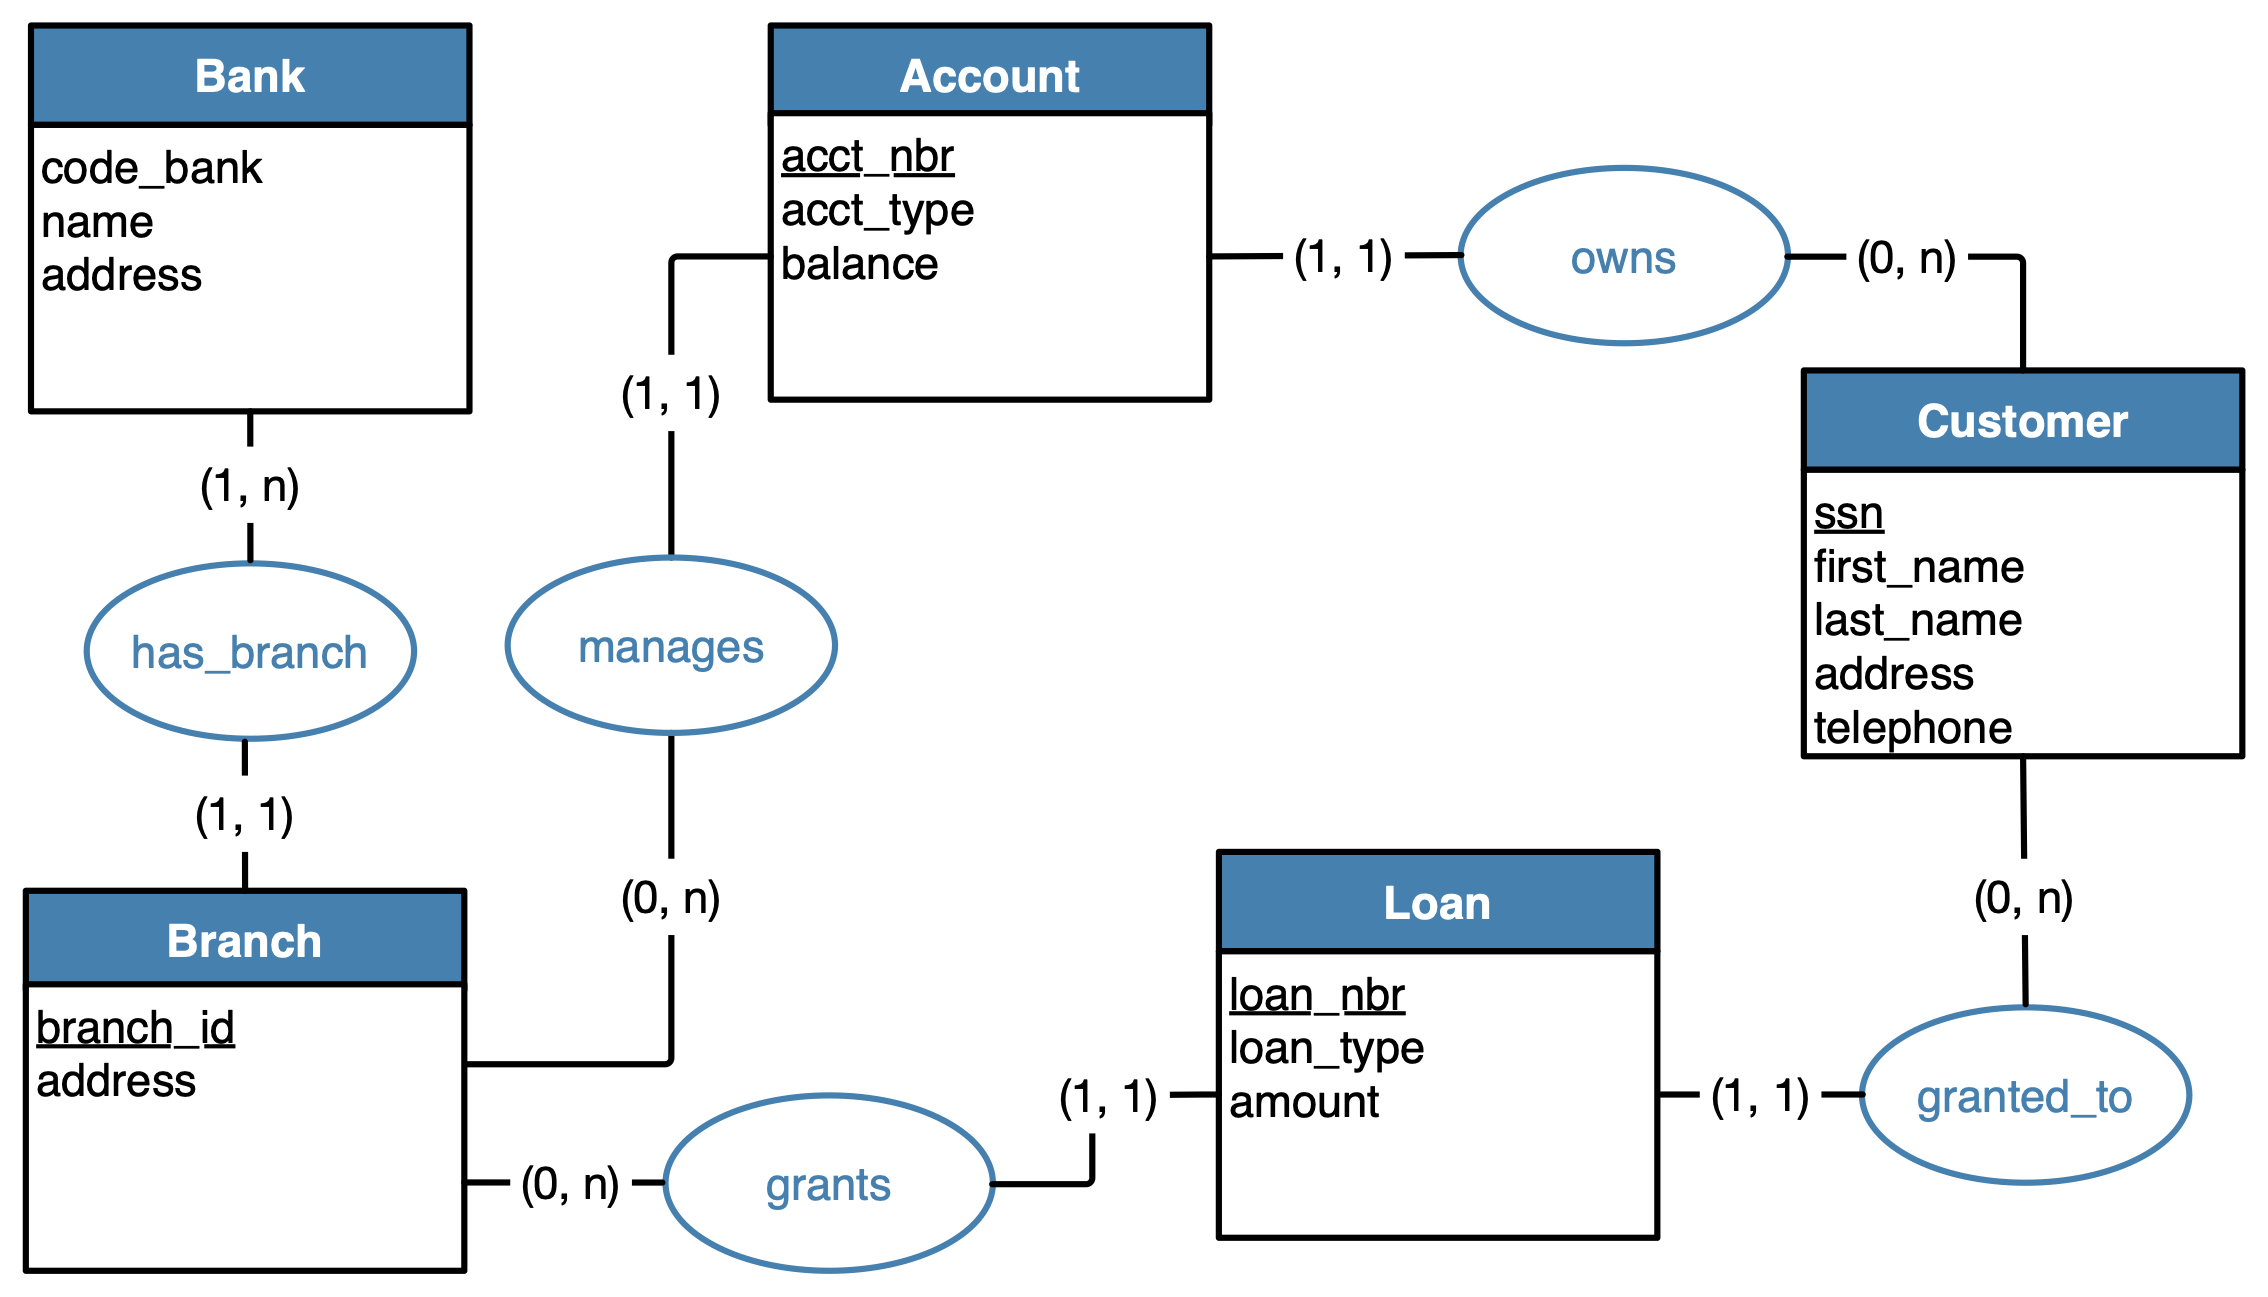 Bank
code_bank
name
address
(1, n)
has_branch
(1, 1)
Branch
branch_id
address
Account
acct_nbr
acct_type
balance
(1, 1)
manages
(0, n)
(1, 1)
owns
(0, n)
Customer
ssn
first_name
last_name
address
telephone
(0, n)
granted_to
(1, 1)
Loan
loan_nbr
loan_type
amount
(1, 1)
grants
(0, n)